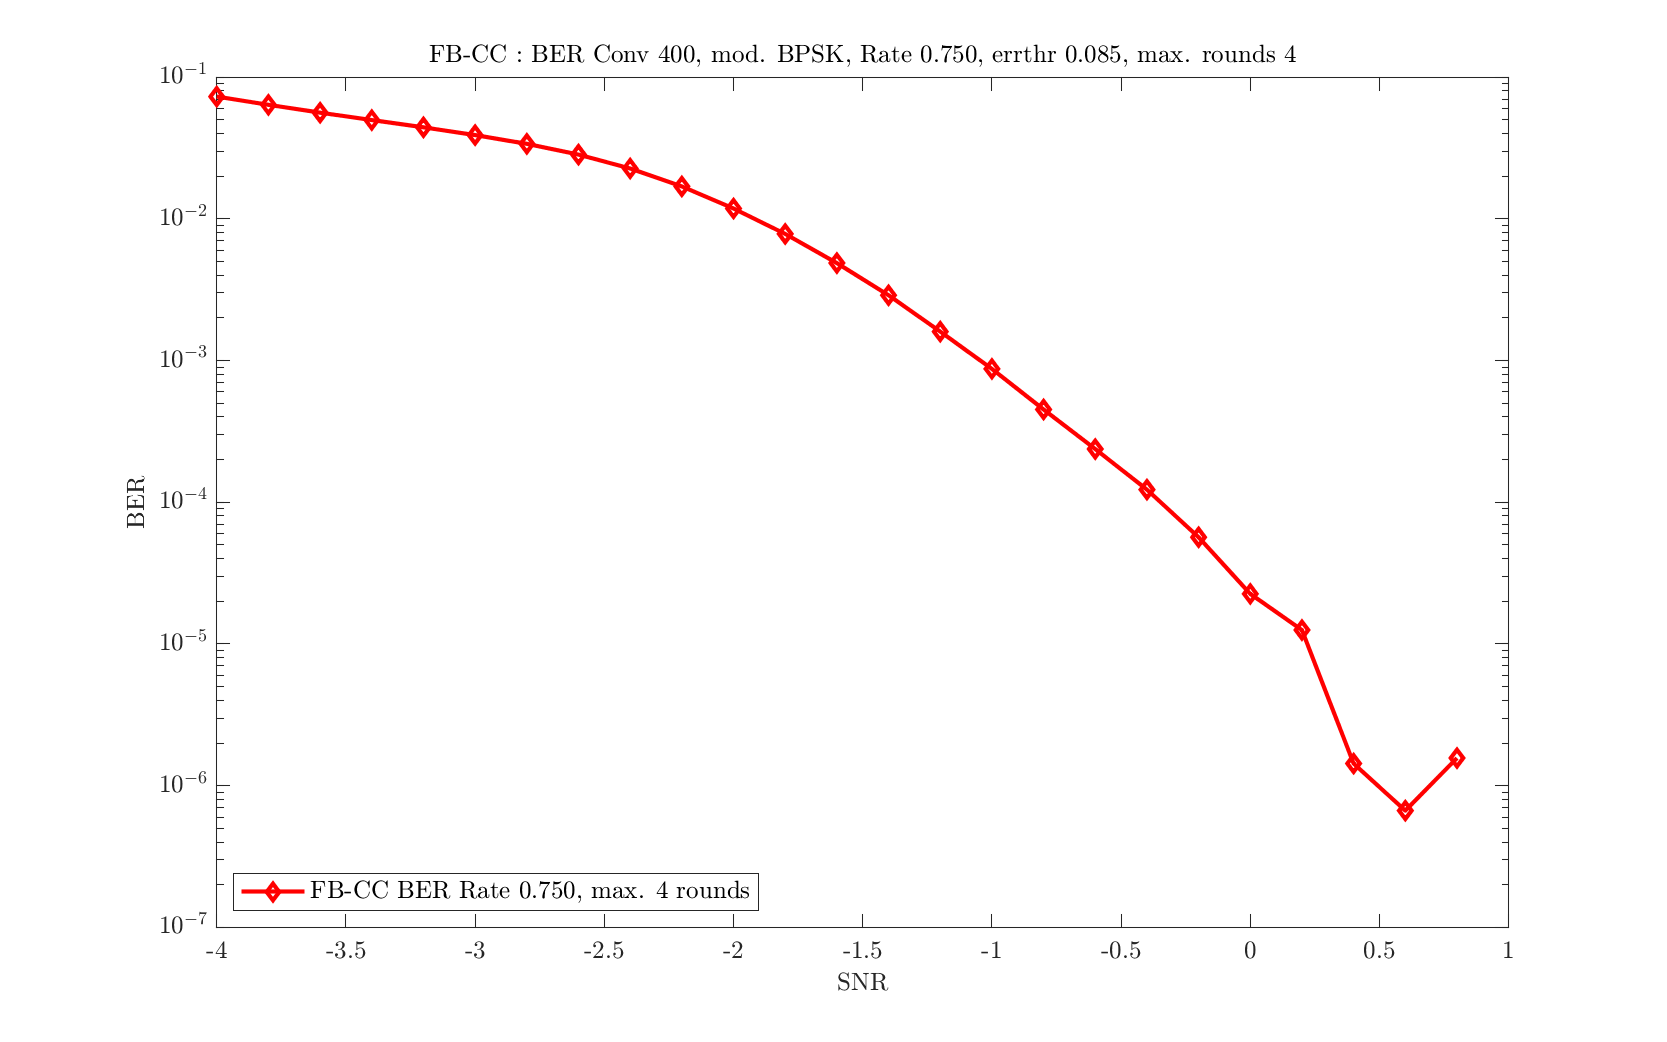 FB-CC : BER Conv 400, mod. BPSK, Rate 0.750, errthr 0.085, max. rounds 4
10^-1
10^-2
10^-3
10^-4
10^-5
10^-6
10^-7
BER
FB-CC BER Rate 0.750, max. 4 rounds
-4 -3.5 -3 -2.5 -2 -1.5 -1 -0.5 0 0.5 1
SNR